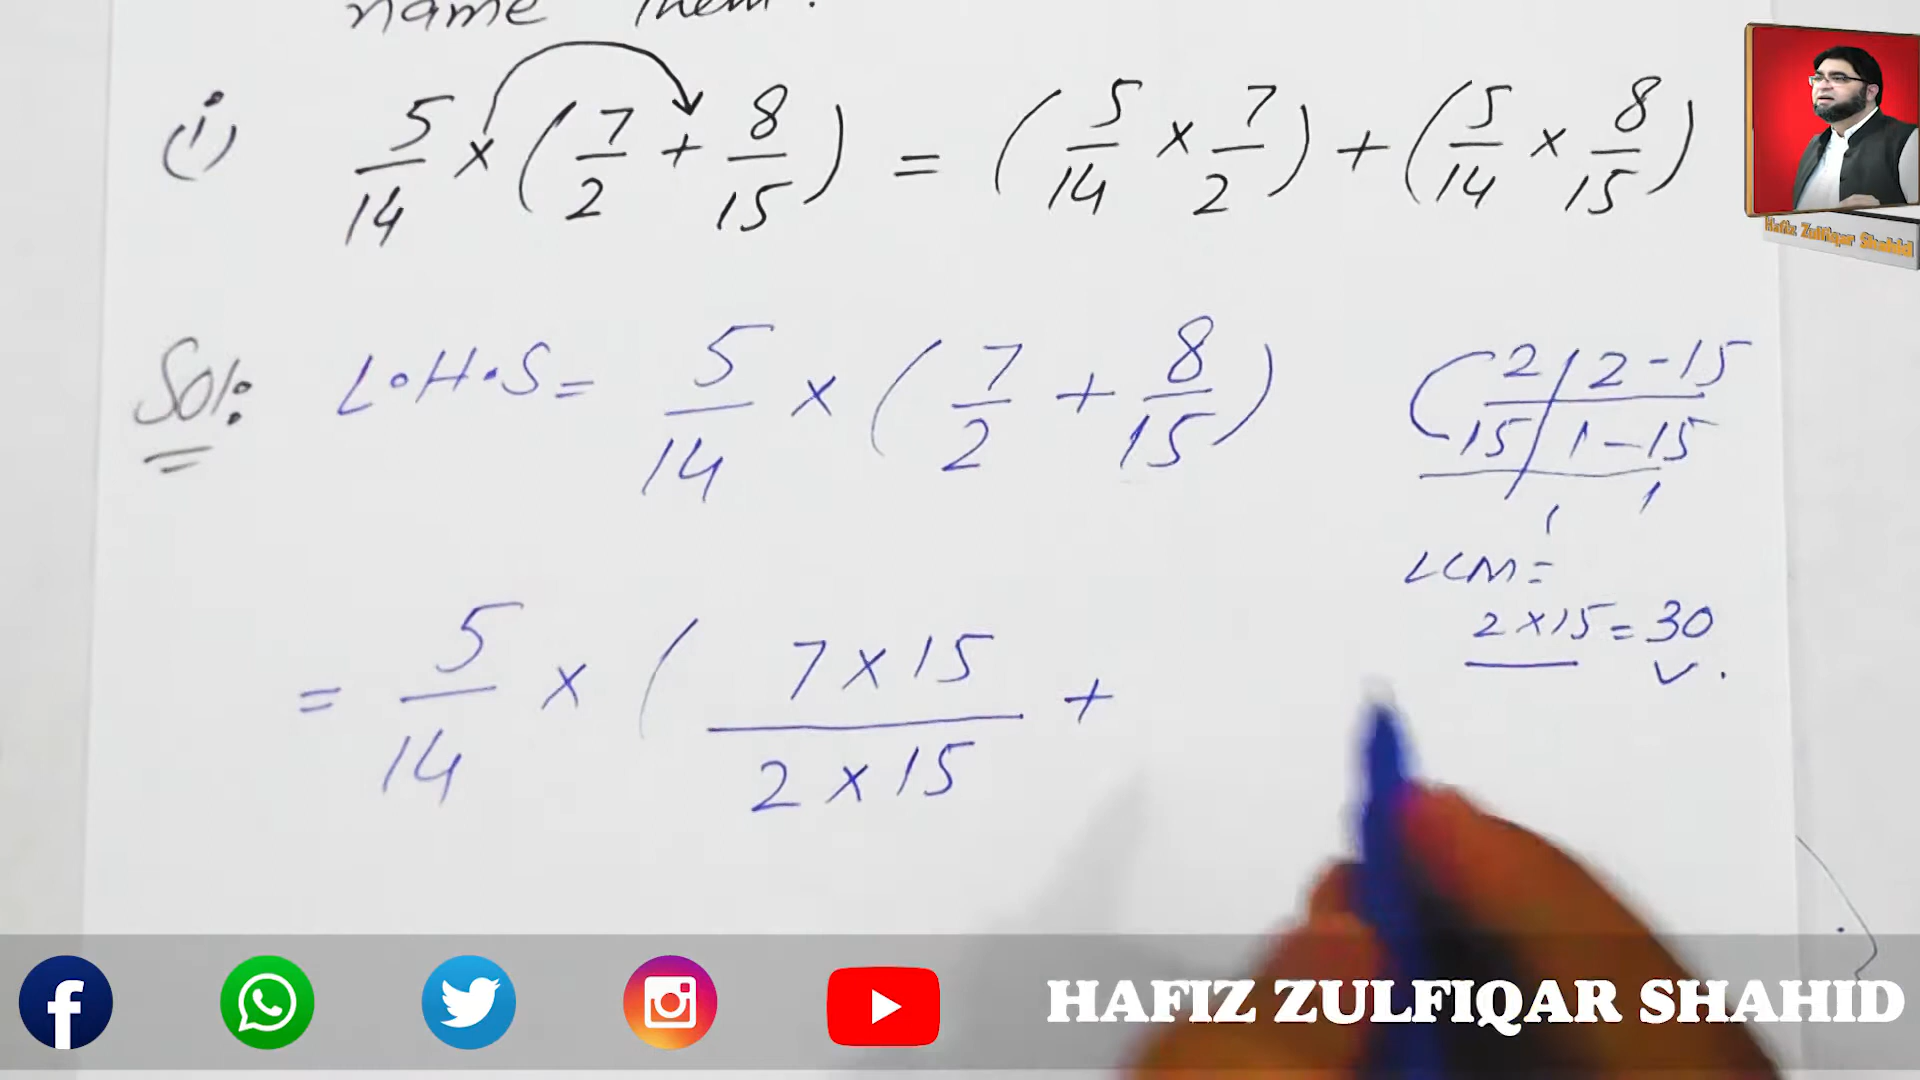 name them.
(i) 5/14 × (7/2 + 8/15) = (5/14 × 7/2) + (5/14 × 8/15)
Hafiz Zulfiqar Shahid
Sol: L.H.S = 5/14 × (7/2 + 8/15)
2 | 2 - 15
15 | 1 - 15
1 1
LCM =
2 × 15 = 30
= 5/14 × ( 7 × 15 / 2 × 15 +
HAFIZ ZULFIQAR SHAHID